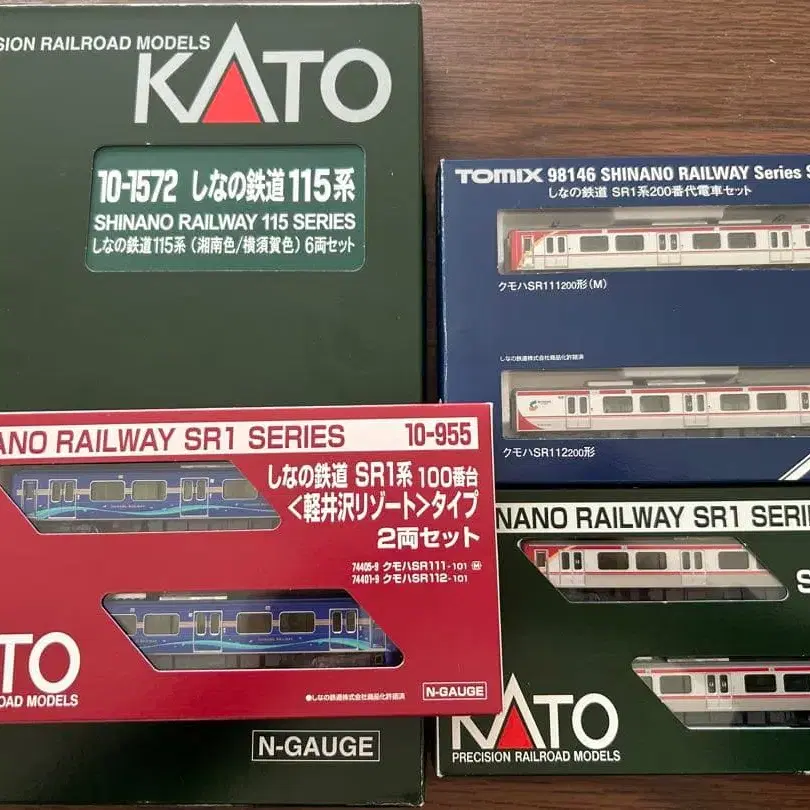 SION RAILROAD MODELS
KATO
10-1572 しなの鉄道115系
SHINANO RAILWAY 115 SERIES
しなの鉄道115系（湘南色/横須賀色）6両セット
N-GAUGE
TOMIX 98146 SHINANO RAILWAY Series S
しなの鉄道 SR1系200番代電車セット
クモハSR111200形(M)
しなの鉄道株式会社商品化許諾済
クモハSR112200形
ANO RAILWAY SR1 SERIES 10-955
しなの鉄道 SR1系 100番台
<軽井沢リゾート>タイプ
2両セット
74405-9 クモハSR111-101 M
74401-9 クモハSR112-101
TO
ROAD MODELS
●しなの鉄道株式会社商品化許諾済
N-GAUGE
NANO RAILWAY SR1 SERI
S
KATO
PRECISION RAILROAD MODELS